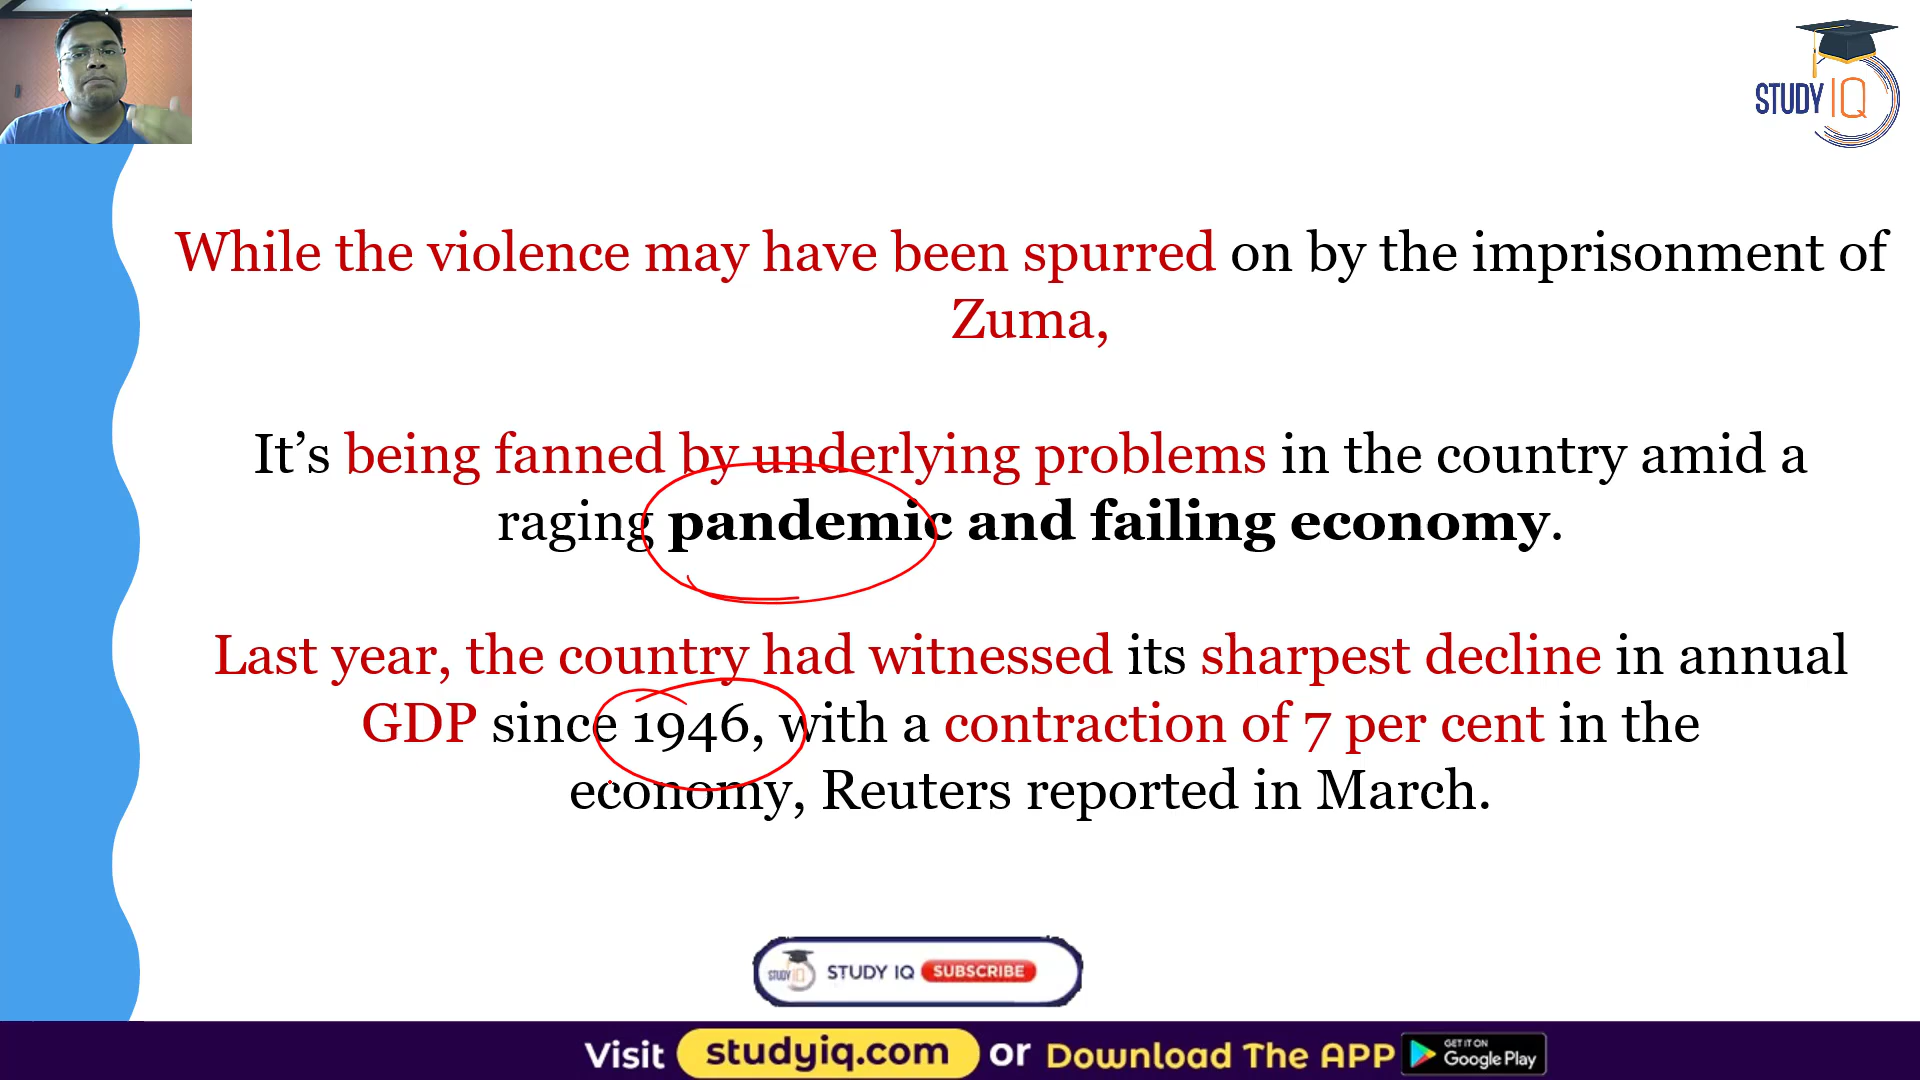 STUDY IQ
While the violence may have been spurred on by the imprisonment of
Zuma,
It’s being fanned by underlying problems in the country amid a
raging pandemic and failing economy.
Last year, the country had witnessed its sharpest decline in annual
GDP since 1946, with a contraction of 7 per cent in the
economy, Reuters reported in March.
STUDY IQ STUDY IQ SUBSCRIBE
Visit studyiq.com or Download The APP GET IT ON Google Play